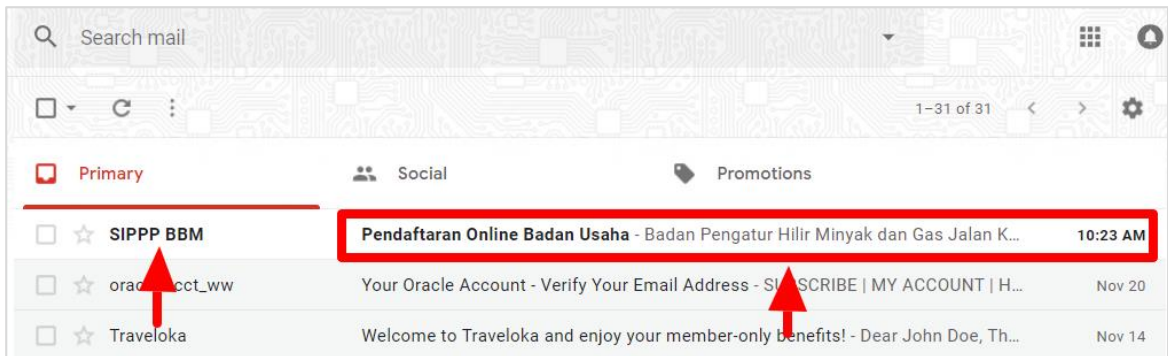 Search mail
1–31 of 31
Primary Social Promotions
SIPPP BBM Pendaftaran Online Badan Usaha - Badan Pengatur Hilir Minyak dan Gas Jalan K... 10:23 AM
Your Oracle Account - Verify Your Email Address - SUBSCRIBE | MY ACCOUNT | H... Nov 20
Traveloka Welcome to Traveloka and enjoy your member-only benefits! - Dear John Doe, Th... Nov 14